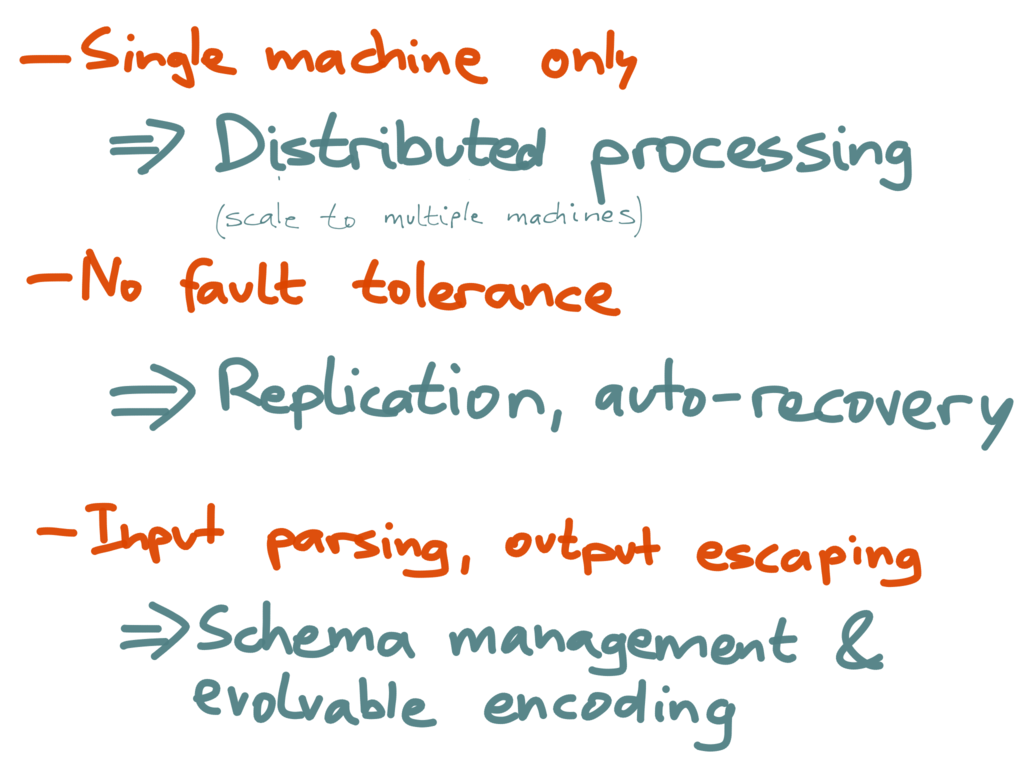 – Single machine only
⇒ Distributed processing
(scale to multiple machines)
– No fault tolerance
⇒ Replication, auto-recovery
– Input parsing, output escaping
⇒ Schema management &
evolvable encoding